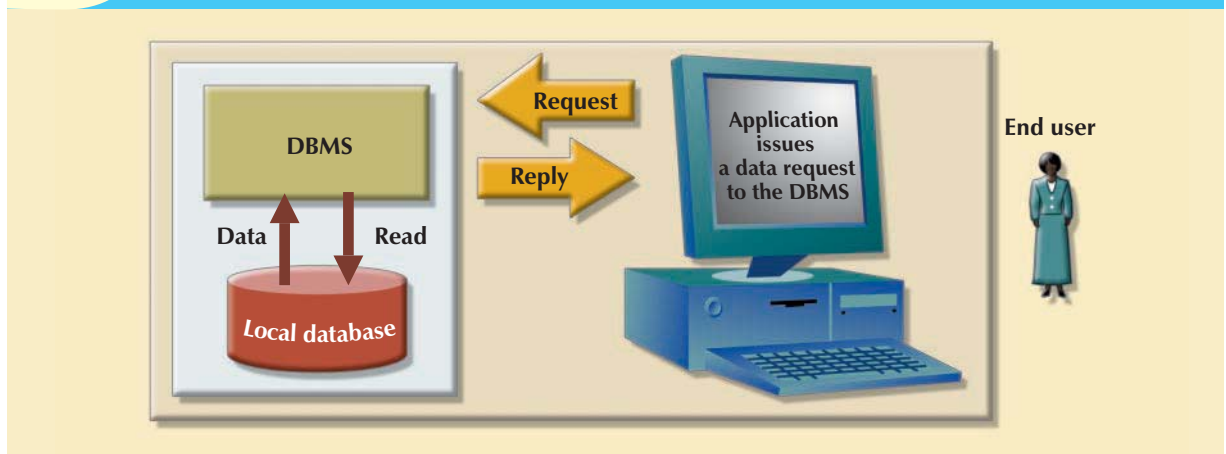 Request
Application
issues
a data request
to the DBMS
End user
DBMS
Reply
Data
Read
Local database